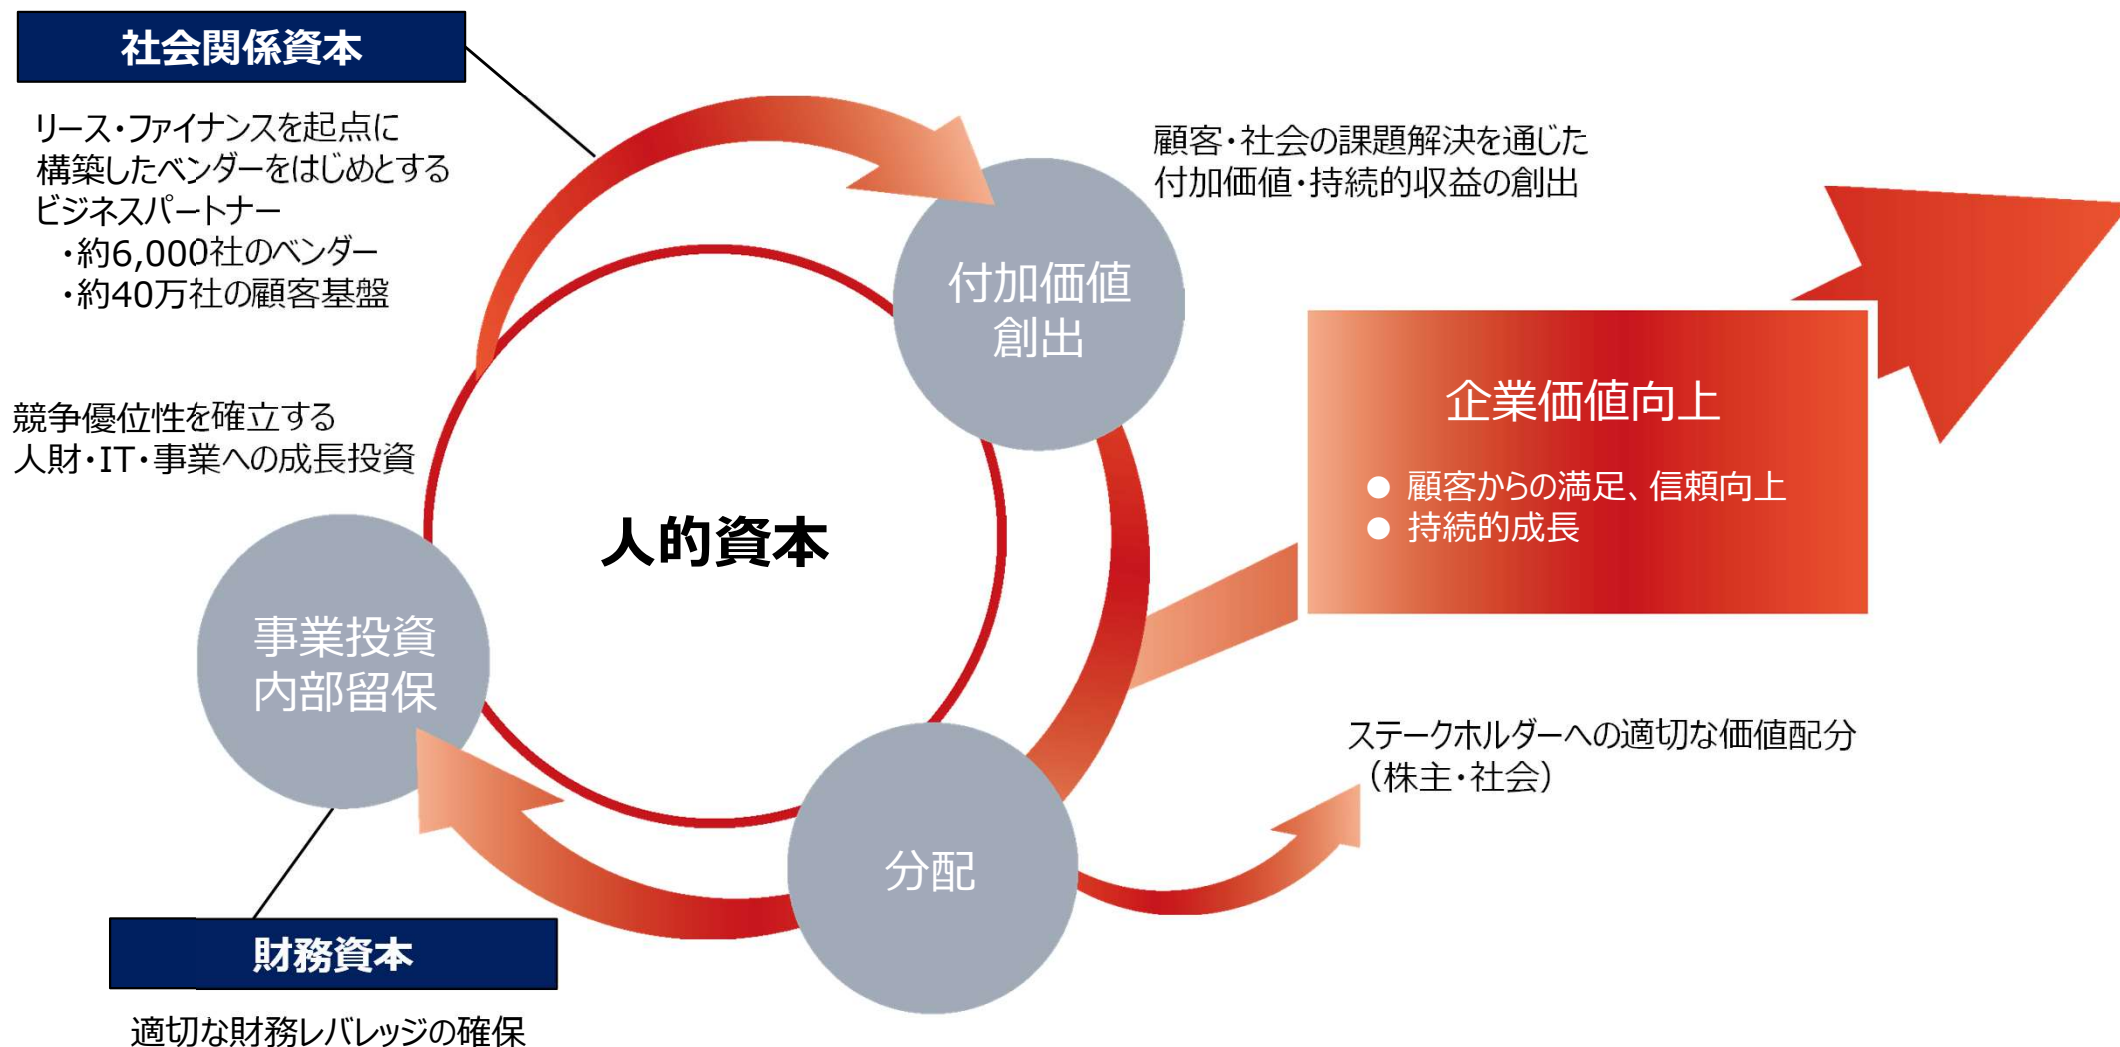 社会関係資本
リース・ファイナンスを起点に
構築したベンダーをはじめとする
ビジネスパートナー
・約6,000社のベンダー
・約40万社の顧客基盤
顧客・社会の課題解決を通じた
付加価値・持続的収益の創出
付加価値
創出
競争優位性を確立する
人財・IT・事業への成長投資
企業価値向上
● 顧客からの満足、信頼向上
● 持続的成長
人的資本
事業投資
内部留保
ステークホルダーへの適切な価値配分
（株主・社会）
分配
財務資本
適切な財務レバレッジの確保